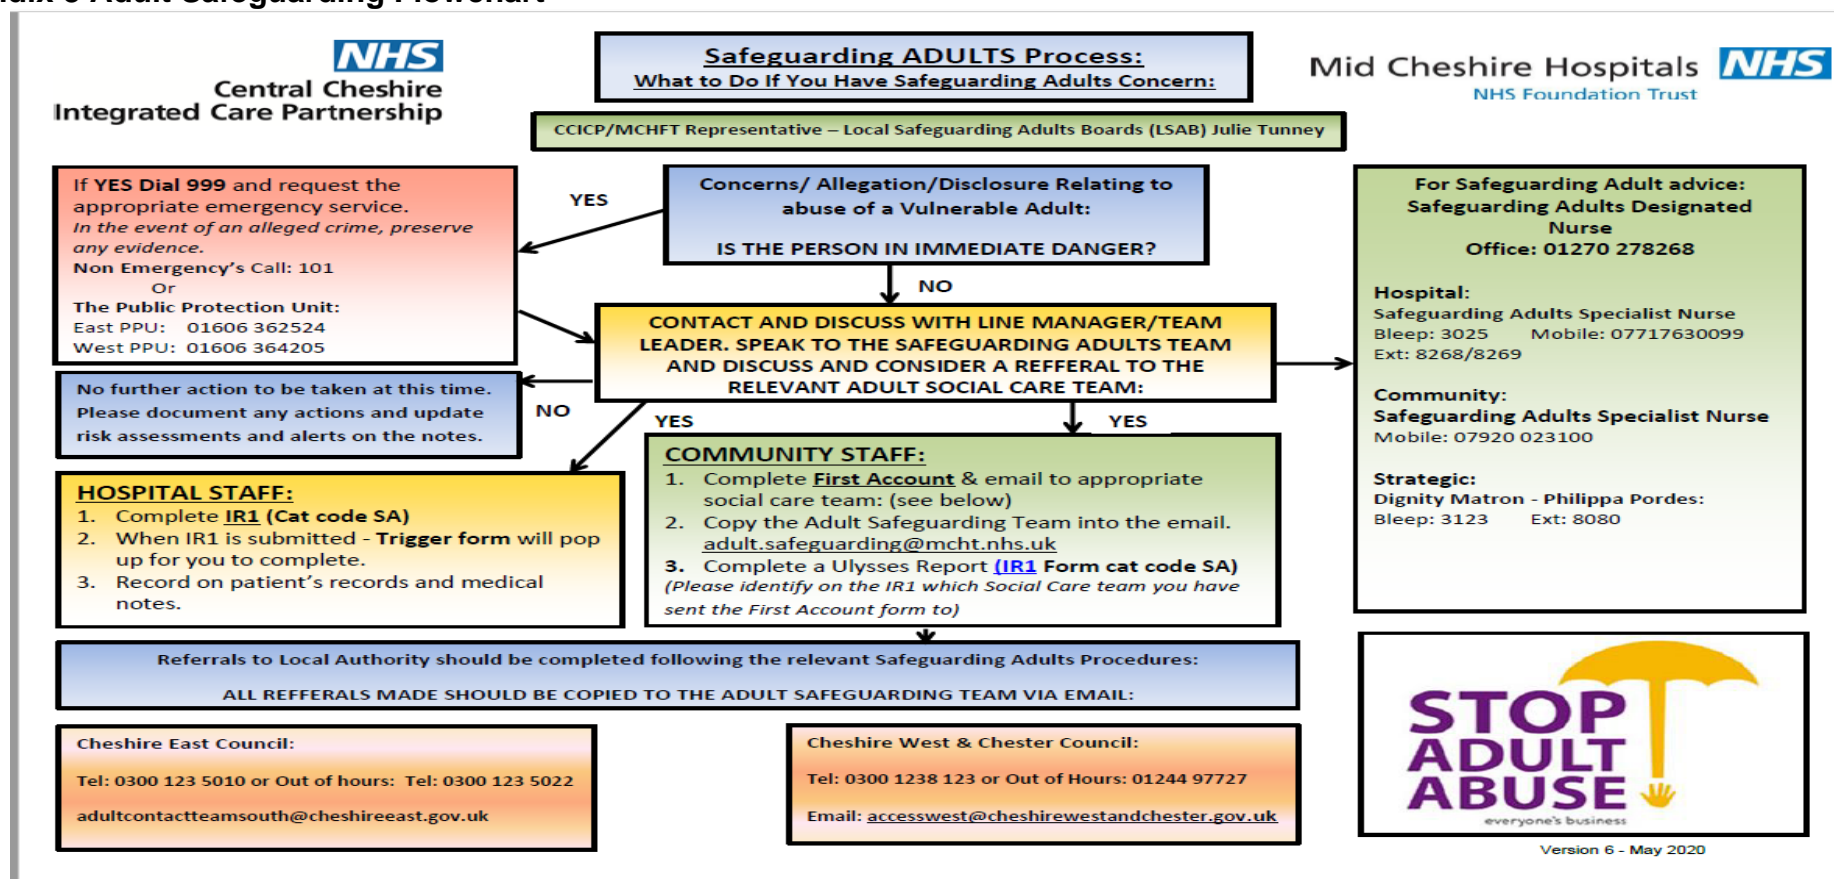 NHS
Central Cheshire
Integrated Care Partnership
Safeguarding ADULTS Process:
What to Do If You Have Safeguarding Adults Concern:
Mid Cheshire Hospitals NHS
NHS Foundation Trust
CCICP/MCHFT Representative – Local Safeguarding Adults Boards (LSAB) Julie Tunney
If YES Dial 999 and request the
appropriate emergency service.
In the event of an alleged crime, preserve
any evidence.
Non Emergency's Call: 101
Or
The Public Protection Unit:
East PPU: 01606 362524
West PPU: 01606 364205
YES
Concerns/ Allegation/Disclosure Relating to
abuse of a Vulnerable Adult:
IS THE PERSON IN IMMEDIATE DANGER?
NO
CONTACT AND DISCUSS WITH LINE MANAGER/TEAM
LEADER. SPEAK TO THE SAFEGUARDING ADULTS TEAM
AND DISCUSS AND CONSIDER A REFFERAL TO THE
RELEVANT ADULT SOCIAL CARE TEAM:
For Safeguarding Adult advice:
Safeguarding Adults Designated
Nurse
Office: 01270 278268
Hospital:
Safeguarding Adults Specialist Nurse
Bleep: 3025 Mobile: 07717630099
Ext: 8268/8269
Community:
Safeguarding Adults Specialist Nurse
Mobile: 07920 023100
Strategic:
Dignity Matron - Philippa Pordes:
Bleep: 3123 Ext: 8080
No further action to be taken at this time.
Please document any actions and update
risk assessments and alerts on the notes.
NO
YES
YES
HOSPITAL STAFF:
1. Complete IR1 (Cat code SA)
2. When IR1 is submitted - Trigger form will pop
up for you to complete.
3. Record on patient's records and medical
notes.
COMMUNITY STAFF:
1. Complete First Account & email to appropriate
social care team: (see below)
2. Copy the Adult Safeguarding Team into the email.
adult.safeguarding@mcht.nhs.uk
3. Complete a Ulysses Report (IR1 Form cat code SA)
(Please identify on the IR1 which Social Care team you have
sent the First Account form to)
Referrals to Local Authority should be completed following the relevant Safeguarding Adults Procedures:
ALL REFFERALS MADE SHOULD BE COPIED TO THE ADULT SAFEGUARDING TEAM VIA EMAIL:
Cheshire East Council:
Tel: 0300 123 5010 or Out of hours: Tel: 0300 123 5022
adultcontactteamsouth@cheshireeast.gov.uk
Cheshire West & Chester Council:
Tel: 0300 1238 123 or Out of Hours: 01244 97727
Email: accesswest@cheshirewestandchester.gov.uk
STOP
ADULT
ABUSE
everyone's business
Version 6 - May 2020